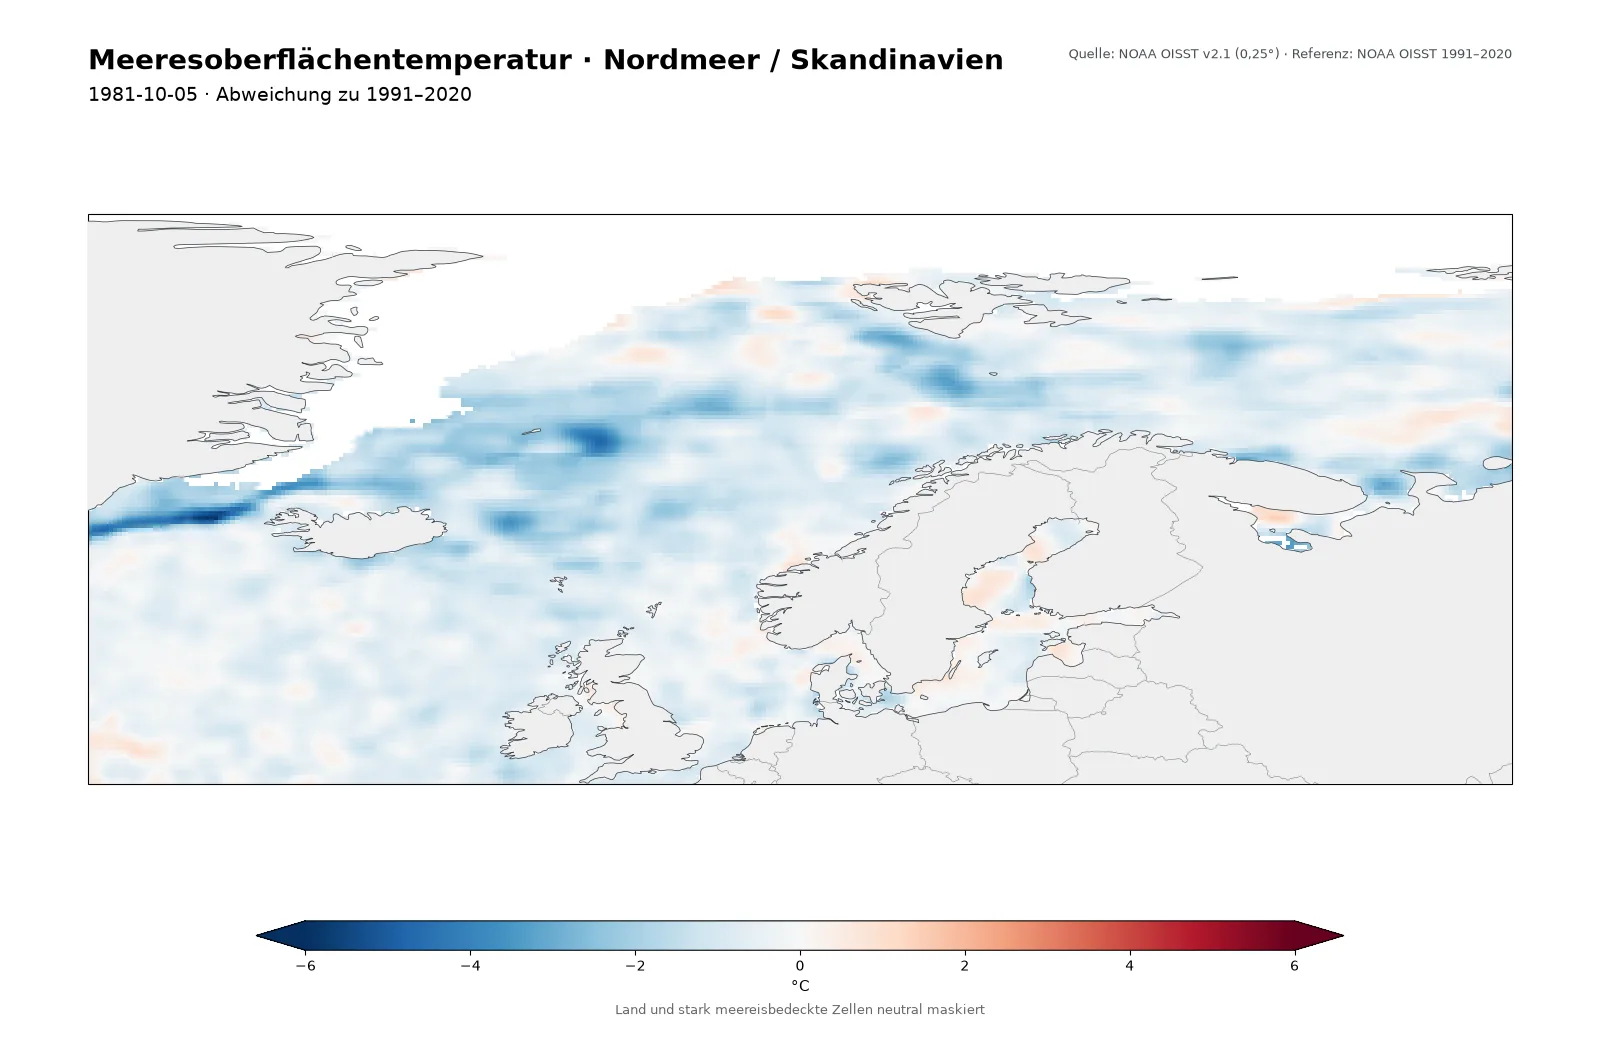 Meeresoberflächentemperatur · Nordmeer / Skandinavien
Quelle: NOAA OISST v2.1 (0,25°) · Referenz: NOAA OISST 1991–2020
1981-10-05 · Abweichung zu 1991–2020
−6 −4 −2 0 2 4 6
°C
Land und stark meereisbedeckte Zellen neutral maskiert